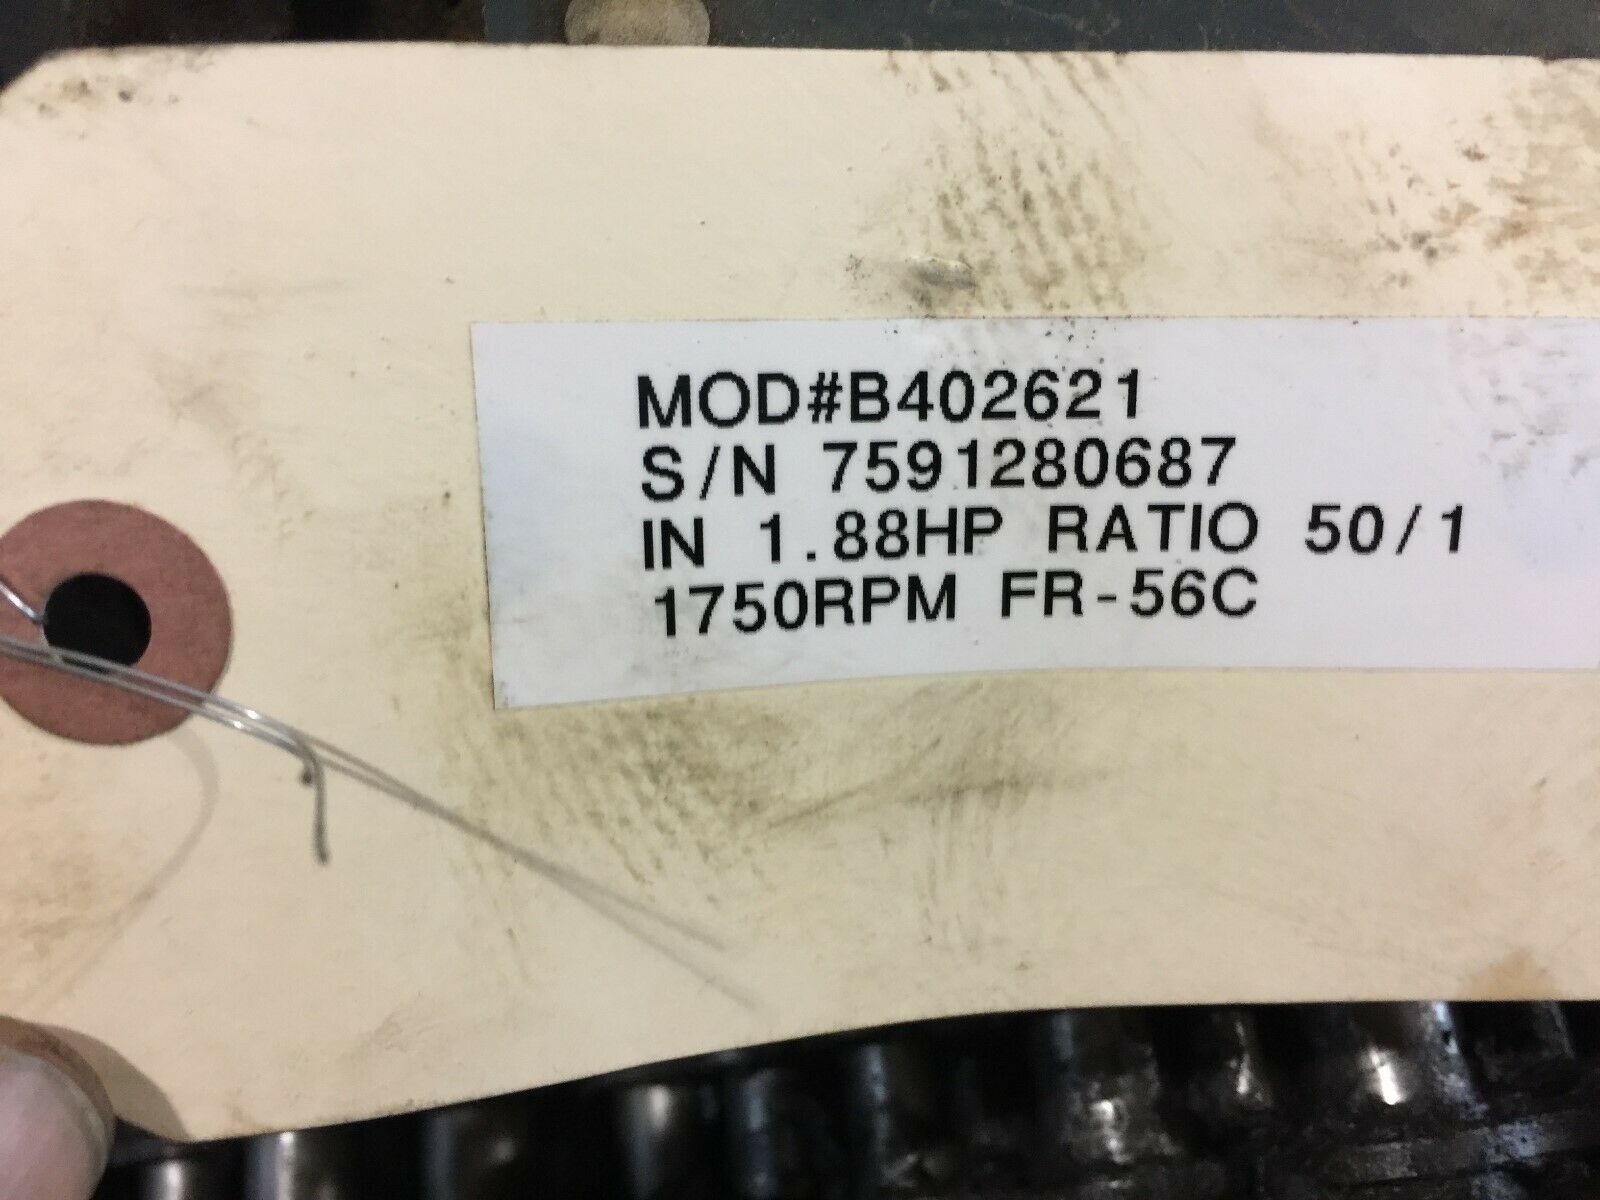 MOD#B402621
S/N 7591280687
IN 1.88HP RATIO 50/1
1750RPM FR-56C